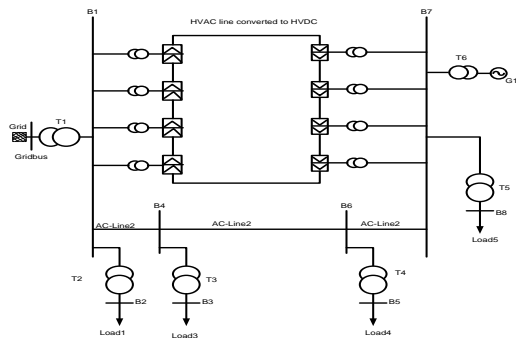 B1
HVAC line converted to HVDC
B7
T6
G1
Grid
T1
Gridbus
T5
B8
Load5
B4
B6
AC-Line2
AC-Line2
AC-Line2
T2
T3
T4
B2
B3
B5
Load1
Load3
Load4